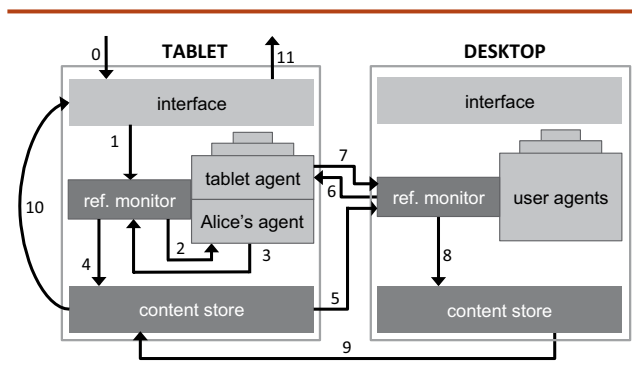 TABLET
DESKTOP
0
11
interface
interface
1
7
tablet agent
6
ref. monitor
ref. monitor
user agents
10
Alice's agent
2
3
4
8
5
content store
content store
9